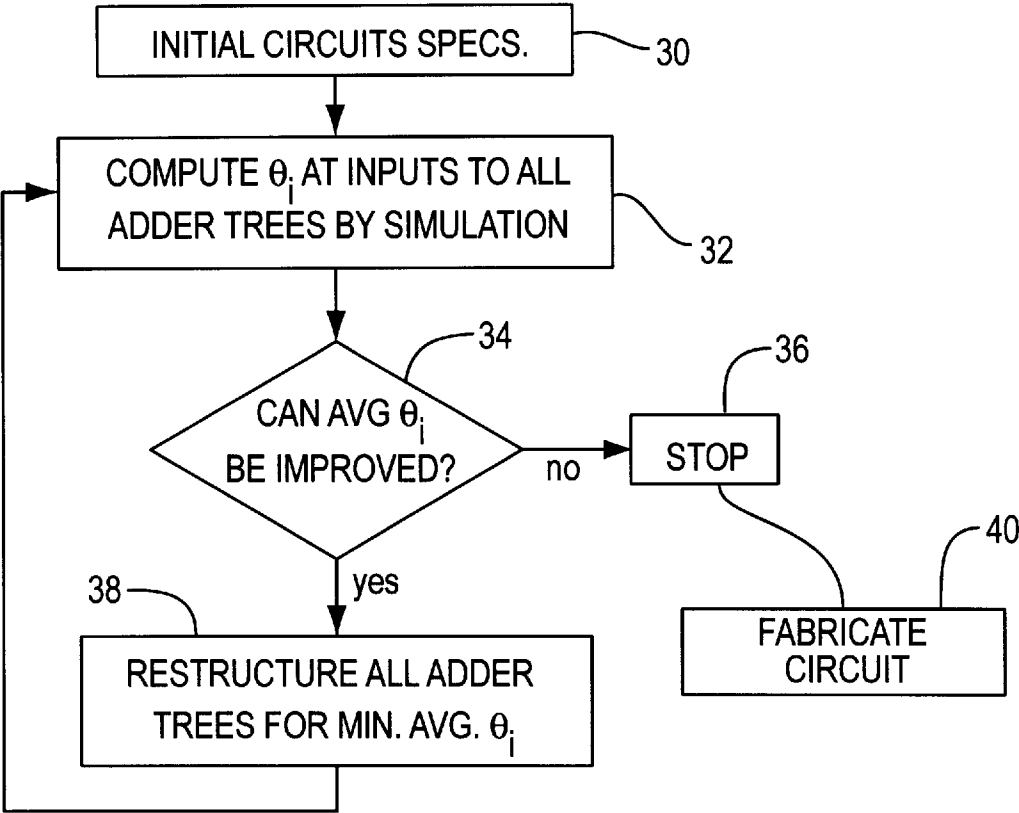 INITIAL CIRCUITS SPECS.
30
COMPUTE θi AT INPUTS TO ALL
ADDER TREES BY SIMULATION
32
34
CAN AVG θi
BE IMPROVED?
no
36
STOP
yes
38
40
FABRICATE
CIRCUIT
RESTRUCTURE ALL ADDER
TREES FOR MIN. AVG. θi